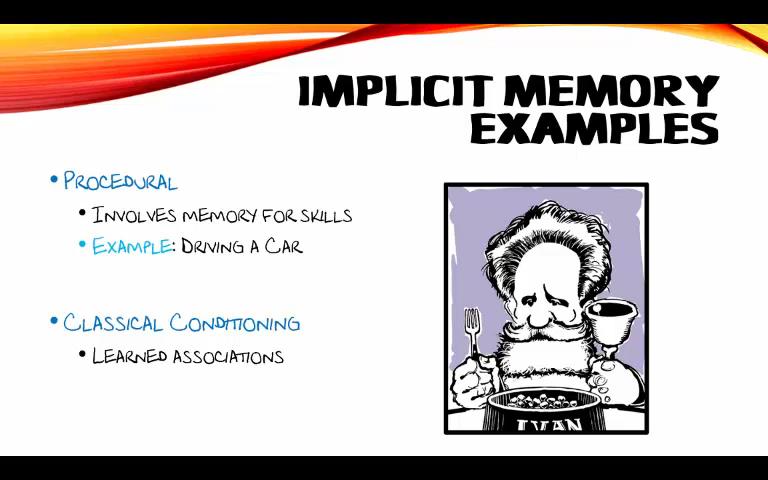 IMPLICIT MEMORY
EXAMPLES
• PROCEDURAL
• INVOLVES MEMORY FOR SKILLS
• EXAMPLE: DRIVING A CAR
• CLASSICAL CONDITIONING
• LEARNED ASSOCIATIONS
IVAN